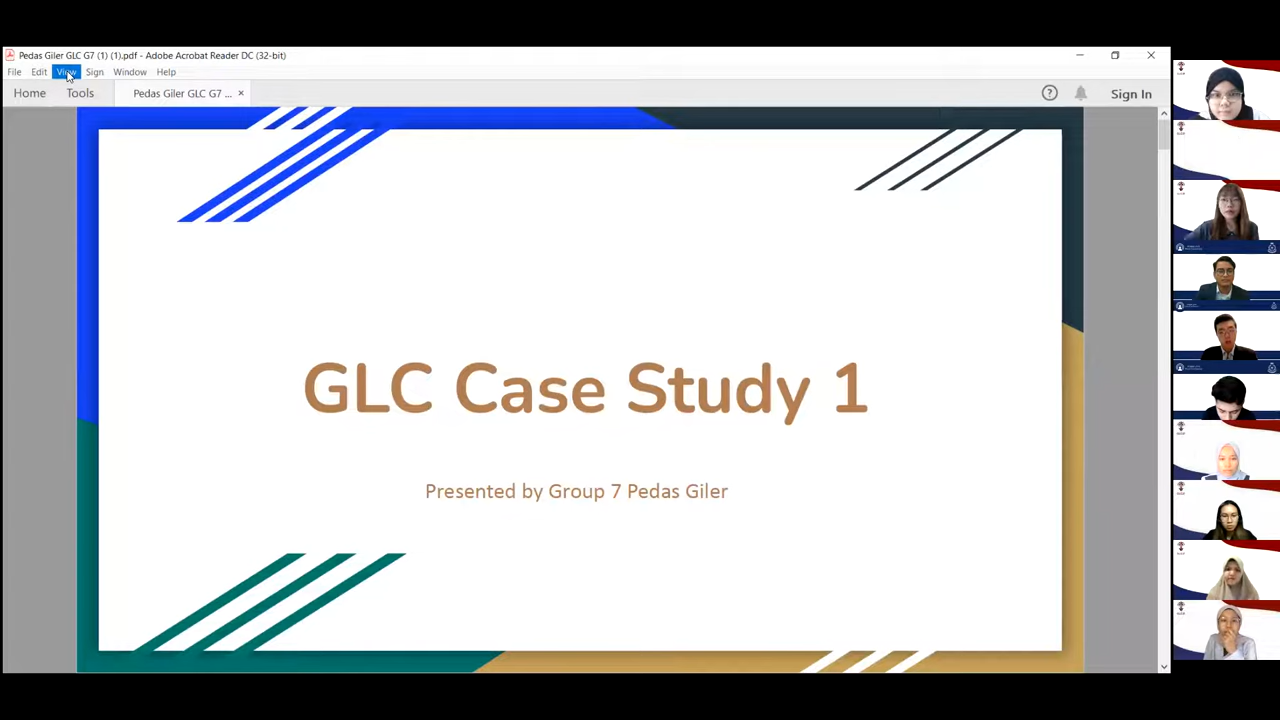 Pedas Giler GLC G7 (1) (1).pdf - Adobe Acrobat Reader DC (32-bit)
File Edit View Sign Window Help
Home Tools Pedas Giler GLC G7 ... × Sign In
GLC Case Study 1
Presented by Group 7 Pedas Giler